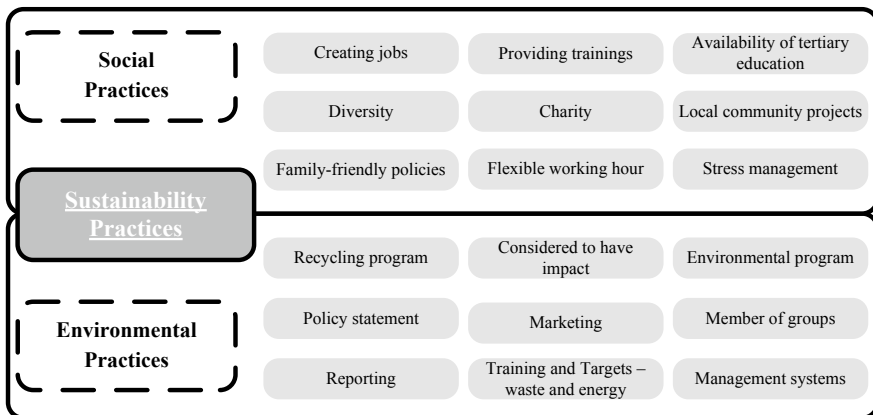 Social
Practices
Creating jobs
Providing trainings
Availability of tertiary
education
Diversity
Charity
Local community projects
Family-friendly policies
Flexible working hour
Stress management
Sustainability
Practices
Recycling program
Considered to have
impact
Environmental program
Environmental
Practices
Policy statement
Marketing
Member of groups
Reporting
Training and Targets –
waste and energy
Management systems